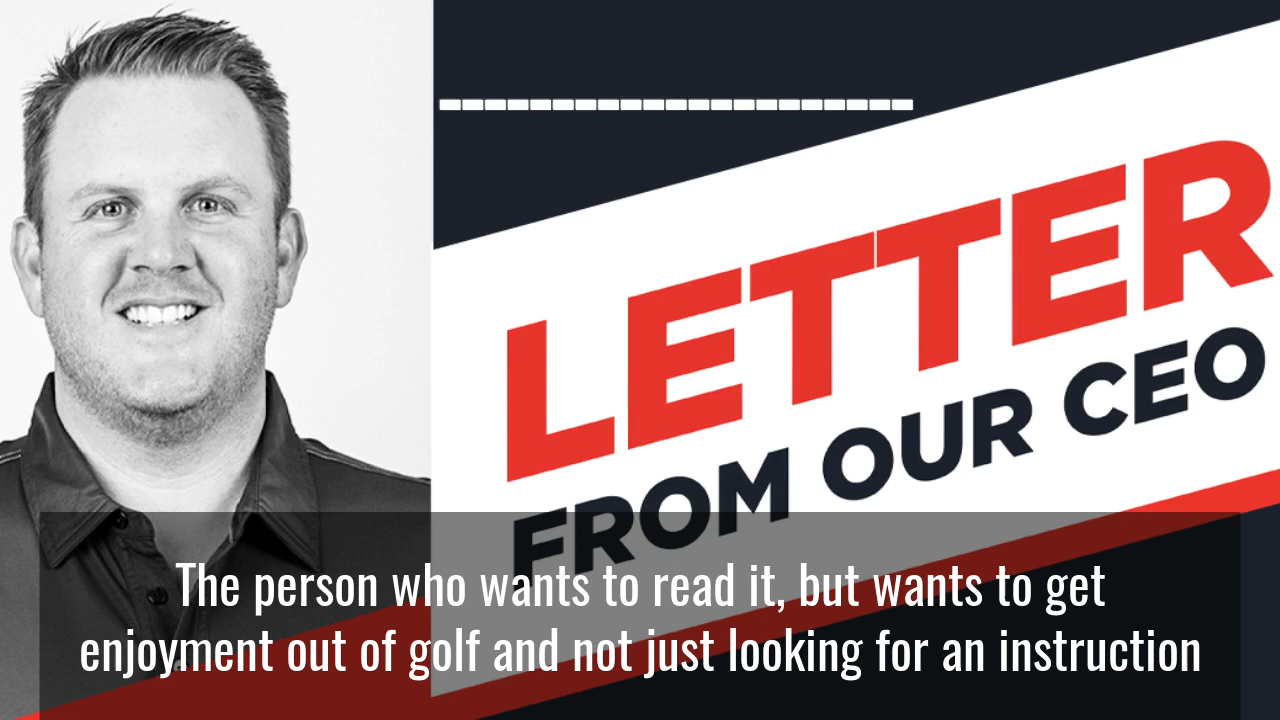 LETTER
FROM OUR CEO
The person who wants to read it, but wants to get
enjoyment out of golf and not just looking for an instruction